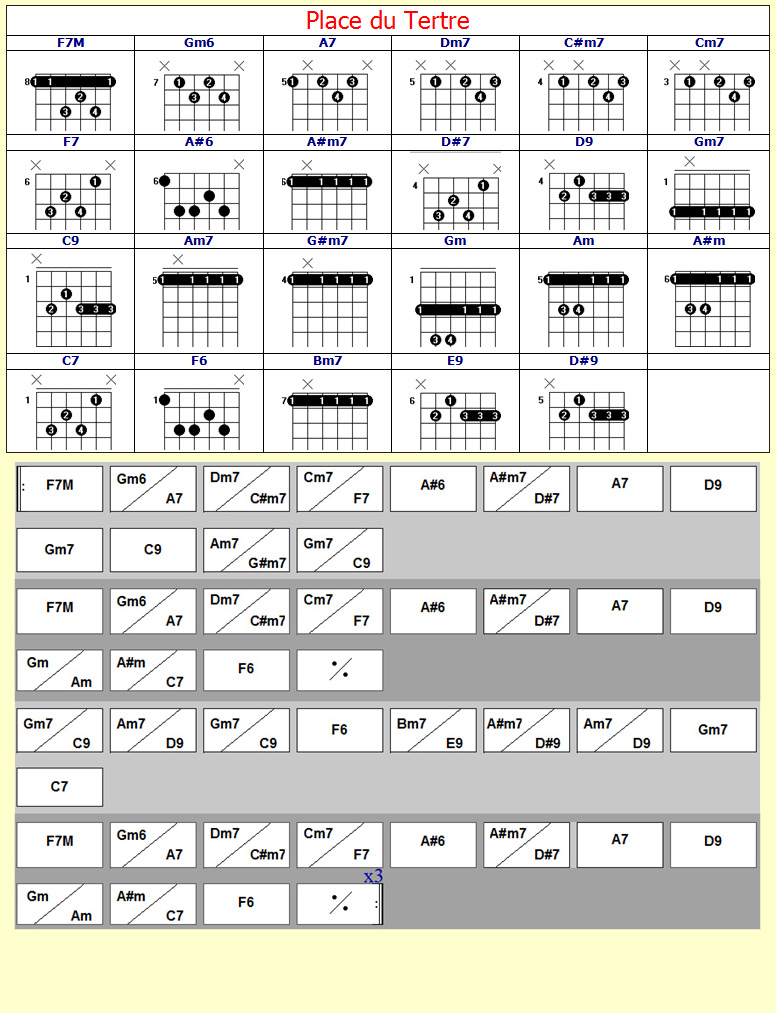 Place du Tertre
F7M Gm6 A7 Dm7 C#m7 Cm7
8 1 1 1 2 3 4
7 1 2 3 4
5 1 2 3 4
5 1 2 3 4
4 1 2 3 4
3 1 2 3 4
F7 A#6 A#m7 D#7 D9 Gm7
6 1 2 3 4
6
6 1 1 1 1 1
4 1 2 3 4
4 1 2 3 3 3
1 1 1 1 1 1
C9 Am7 G#m7 Gm Am A#m
1 1 2 3 3 3
5 1 1 1 1 1
4 1 1 1 1 1
1 1 1 1 1 3 4
5 1 1 1 1 3 4
6 1 1 1 1 3 4
C7 F6 Bm7 E9 D#9
1 1 2 3 4
1
7 1 1 1 1 1
6 1 2 3 3 3
5 1 2 3 3 3
: F7M Gm6 A7 Dm7 C#m7 Cm7 F7 A#6 A#m7 D#7 A7 D9
Gm7 C9 Am7 G#m7 Gm7 C9
F7M Gm6 A7 Dm7 C#m7 Cm7 F7 A#6 A#m7 D#7 A7 D9
Gm Am A#m C7 F6 ٪
Gm7 C9 Am7 D9 Gm7 C9 F6 Bm7 E9 A#m7 D#9 Am7 D9 Gm7
C7
F7M Gm6 A7 Dm7 C#m7 Cm7 F7 A#6 A#m7 D#7 A7 D9
x3
Gm Am A#m C7 F6 ٪ :